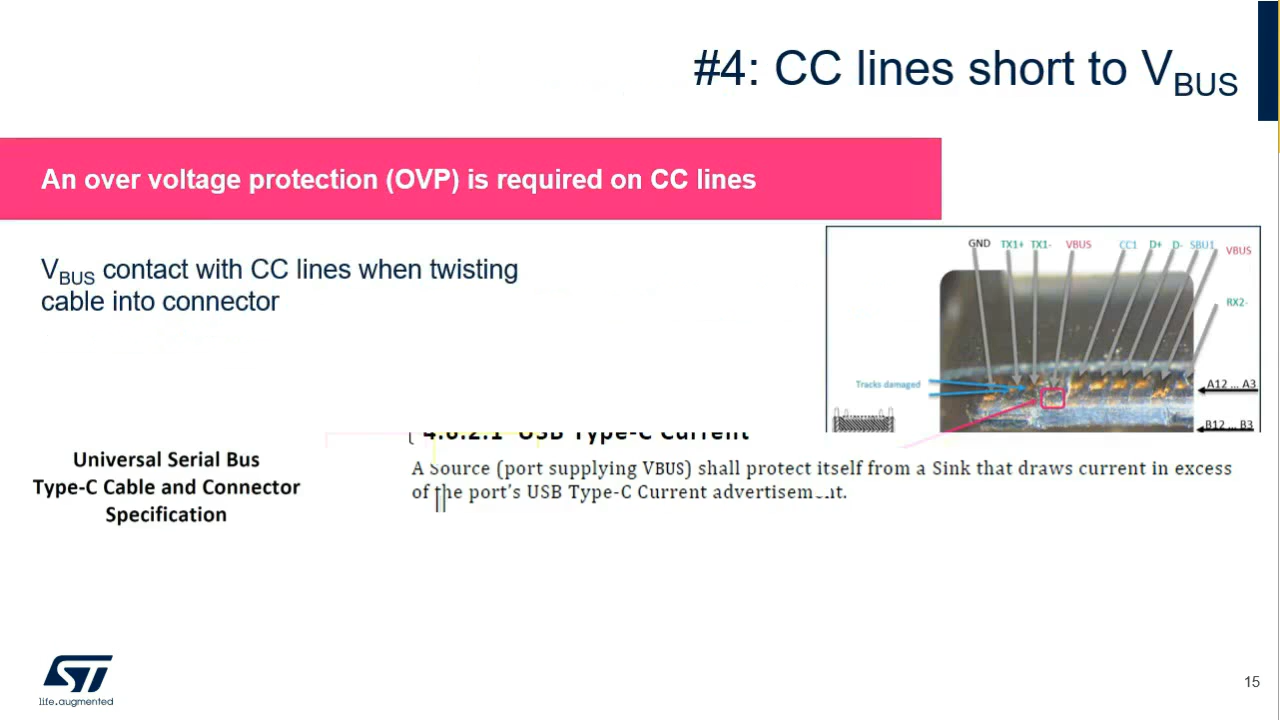 #4: CC lines short to VBUS
An over voltage protection (OVP) is required on CC lines
VBUS contact with CC lines when twisting
cable into connector
GND TX1+ TX1- VBUS CC1 D+ D- SBU1 VBUS
RX2-
Tracks damaged
A12 ... A3
B12 ... B3
4.6.2.1 USB Type-C Current
Universal Serial Bus
Type-C Cable and Connector
Specification
A Source (port supplying VBUS) shall protect itself from a Sink that draws current in excess
of the port's USB Type-C Current advertisement.
ST
life.augmented
15